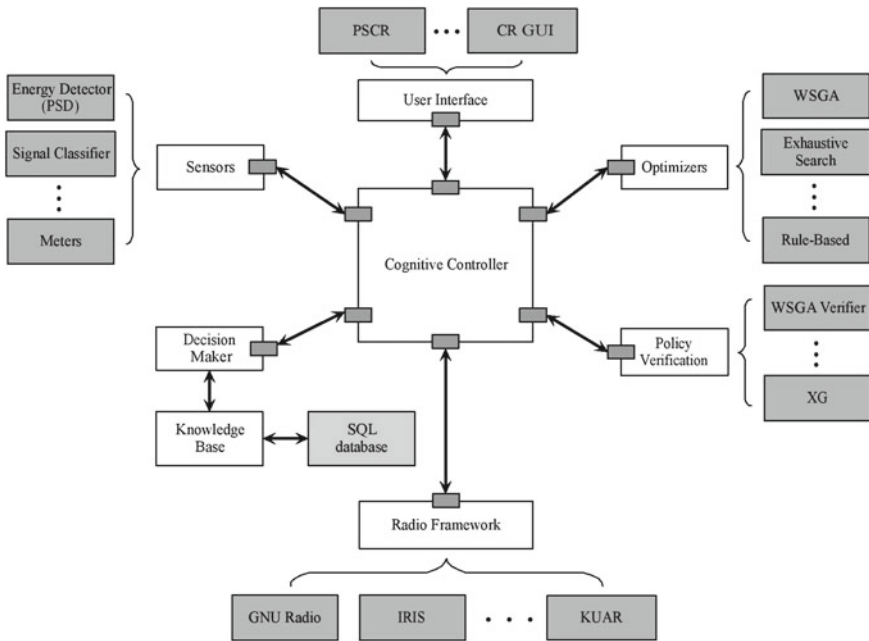 PSCR
CR GUI
User Interface
Energy Detector
(PSD)
Signal Classifier
Meters
Sensors
Optimizers
WSGA
Exhaustive
Search
Rule-Based
Cognitive Controller
Decision
Maker
Knowledge
Base
SQL
database
Policy
Verification
WSGA Verifier
XG
Radio Framework
GNU Radio
IRIS
KUAR